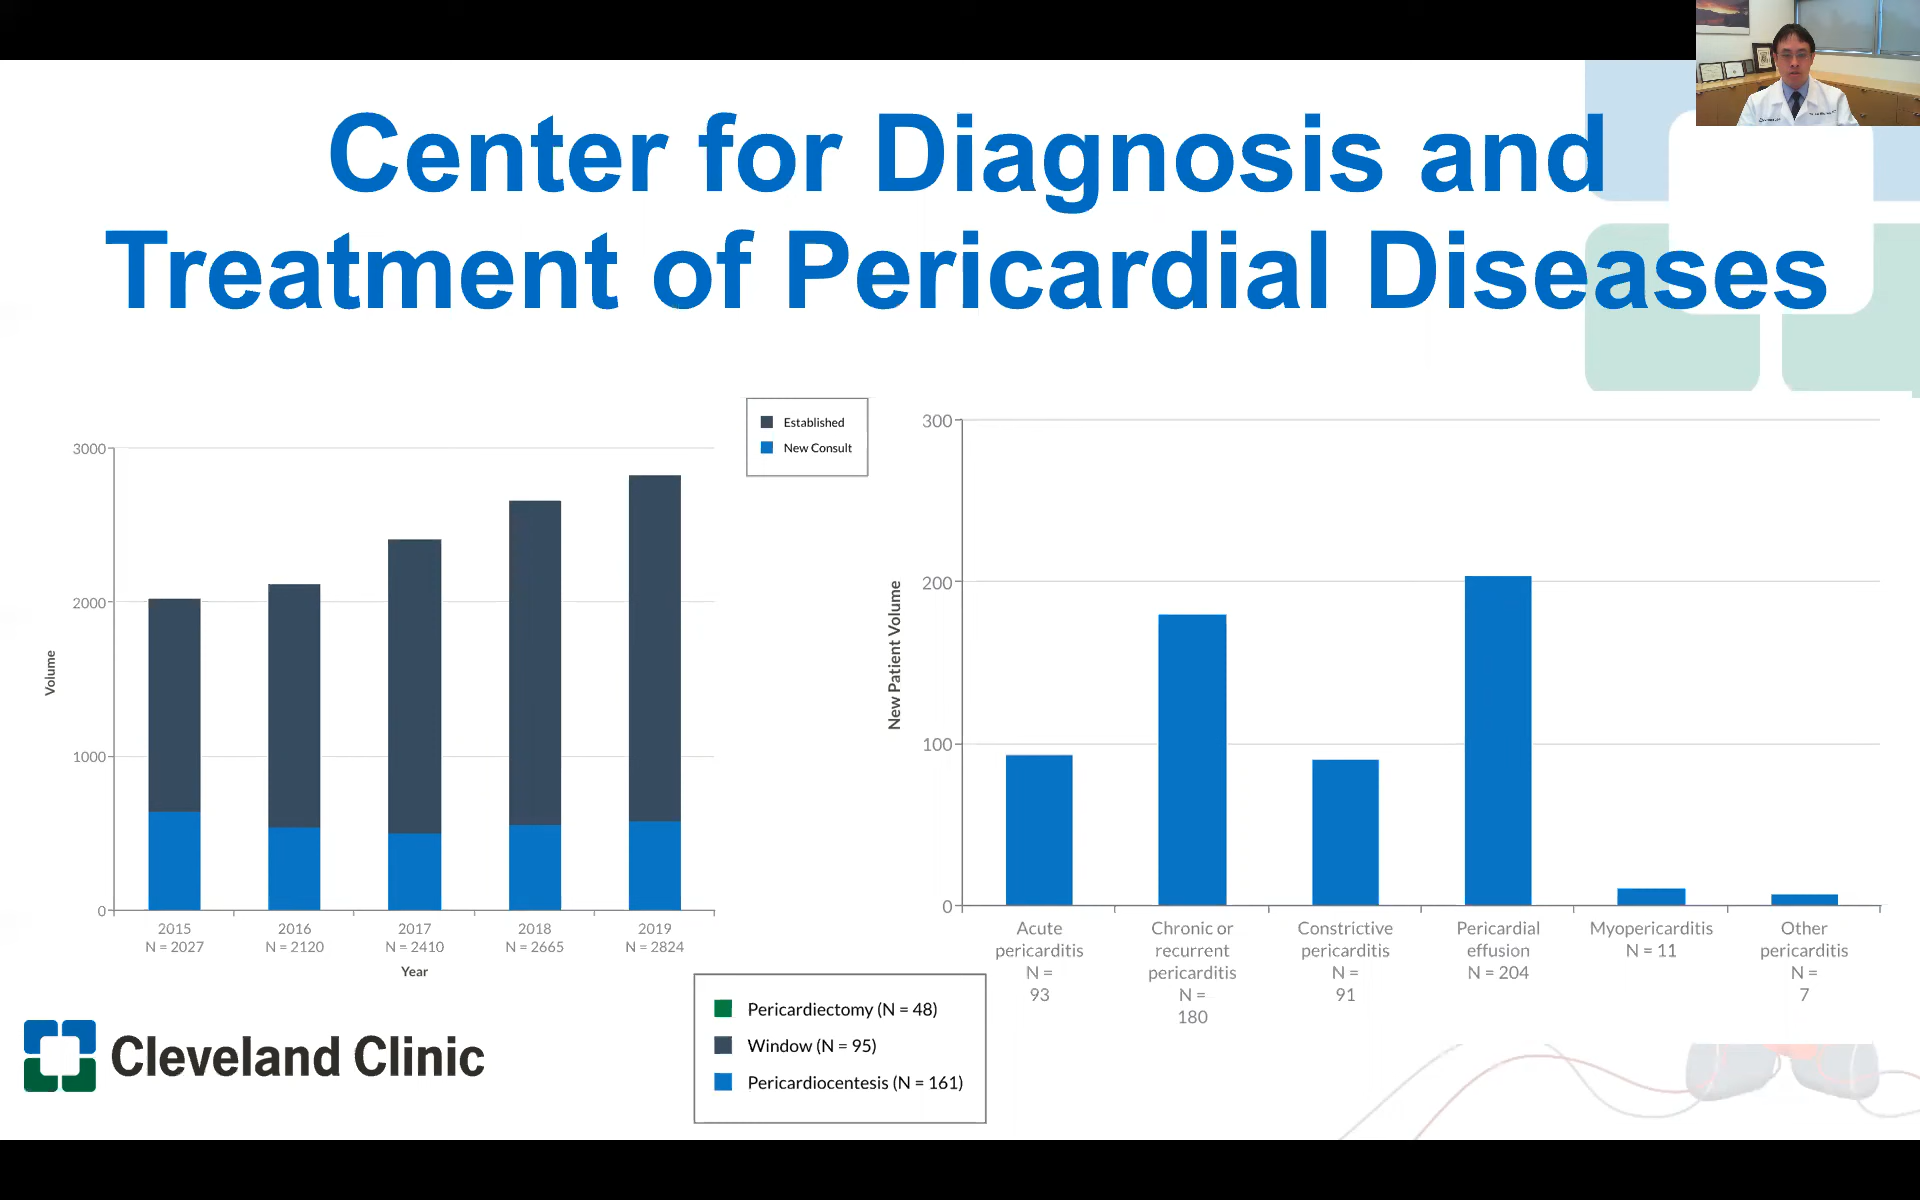 Center for Diagnosis and
Treatment of Pericardial Diseases
Established
New Consult
3000
2000
1000
0
Volume
2015
N = 2027
2016
N = 2120
2017
N = 2410
2018
N = 2665
2019
N = 2824
Year
300
200
100
0
New Patient Volume
Acute
pericarditis
N =
93
Chronic or
recurrent
pericarditis
N =
180
Constrictive
pericarditis
N =
91
Pericardial
effusion
N = 204
Myopericarditis
N = 11
Other
pericarditis
N =
7
Pericardiectomy (N = 48)
Window (N = 95)
Pericardiocentesis (N = 161)
Cleveland Clinic